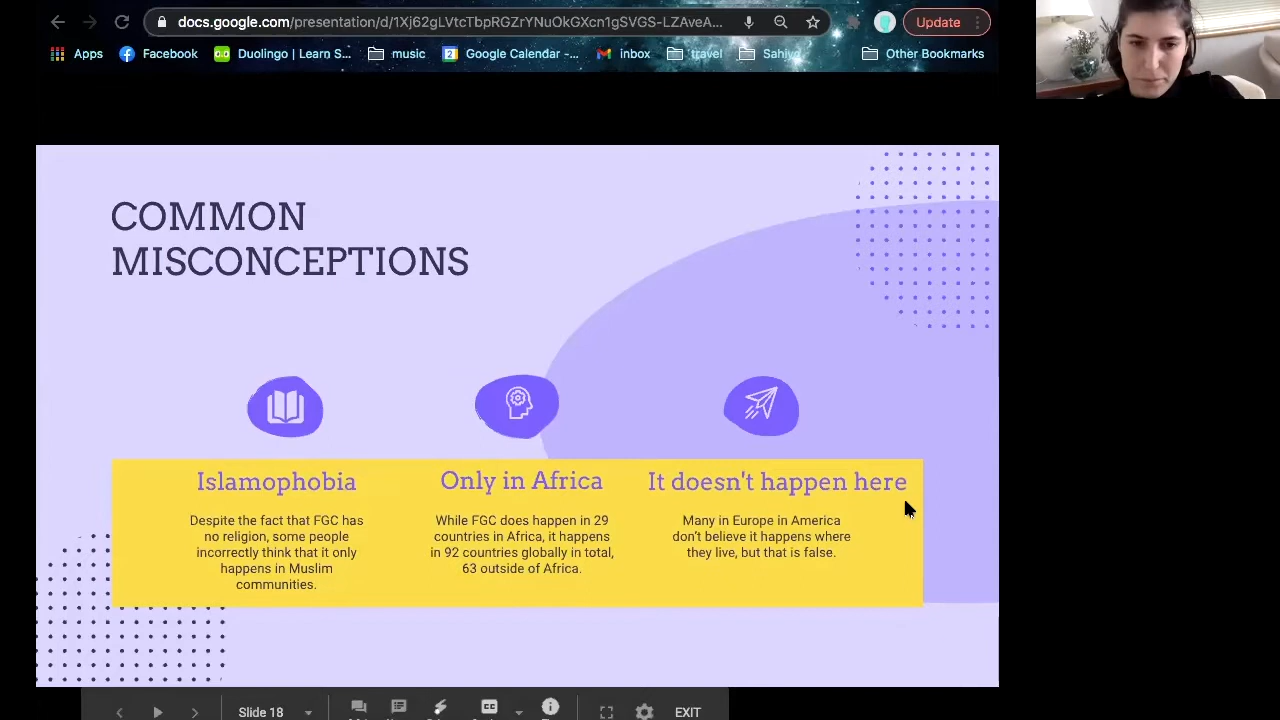 docs.google.com/presentation/d/1Xj62gLVtcTbpRGZrYNuOkGXcn1gSVGS-LZAveA...
Update
Apps
Facebook
Duolingo | Learn S...
music
Google Calendar -...
inbox
travel
Sahiyo
Other Bookmarks
COMMON
MISCONCEPTIONS
Islamophobia
Despite the fact that FGC has
no religion, some people
incorrectly think that it only
happens in Muslim
communities.
Only in Africa
While FGC does happen in 29
countries in Africa, it happens
in 92 countries globally in total,
63 outside of Africa.
It doesn't happen here
Many in Europe in America
don't believe it happens where
they live, but that is false.
Slide 18
EXIT